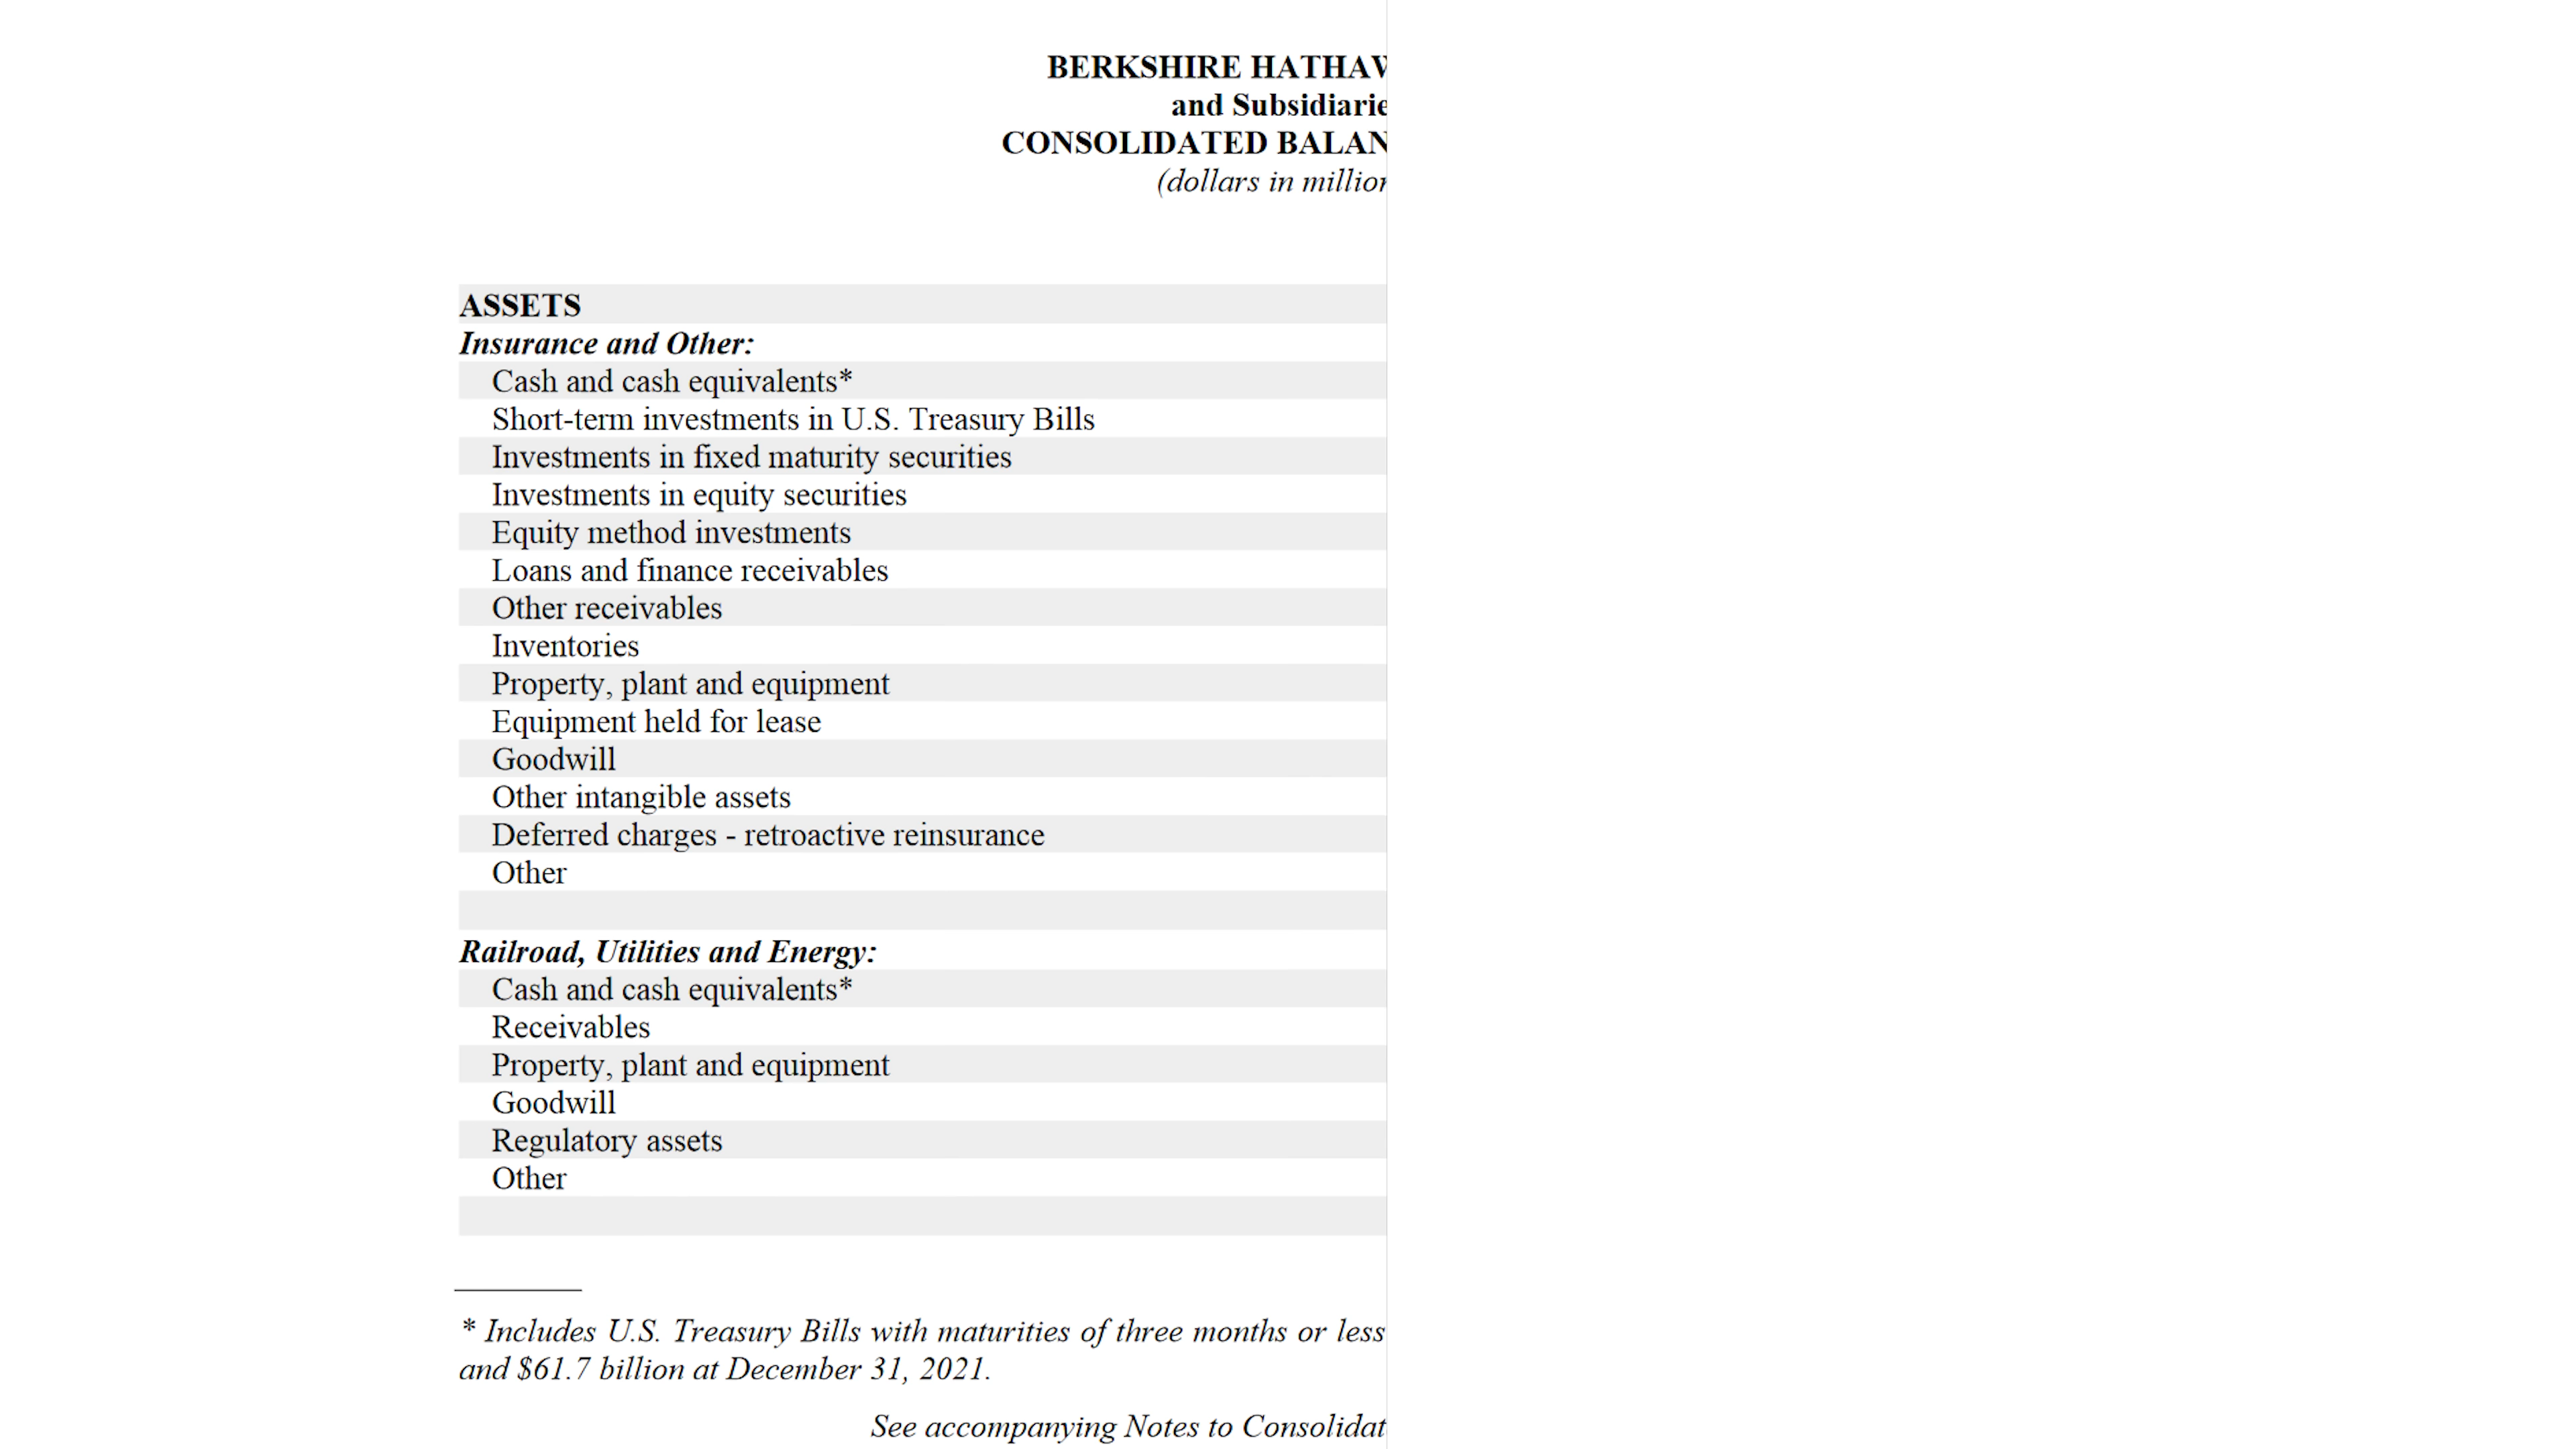 BERKSHIRE HATHAW
and Subsidiarie
CONSOLIDATED BALAN
(dollars in million
ASSETS
Insurance and Other:
Cash and cash equivalents*
Short-term investments in U.S. Treasury Bills
Investments in fixed maturity securities
Investments in equity securities
Equity method investments
Loans and finance receivables
Other receivables
Inventories
Property, plant and equipment
Equipment held for lease
Goodwill
Other intangible assets
Deferred charges - retroactive reinsurance
Other
Railroad, Utilities and Energy:
Cash and cash equivalents*
Receivables
Property, plant and equipment
Goodwill
Regulatory assets
Other
* Includes U.S. Treasury Bills with maturities of three months or less
and $61.7 billion at December 31, 2021.
See accompanying Notes to Consolidat